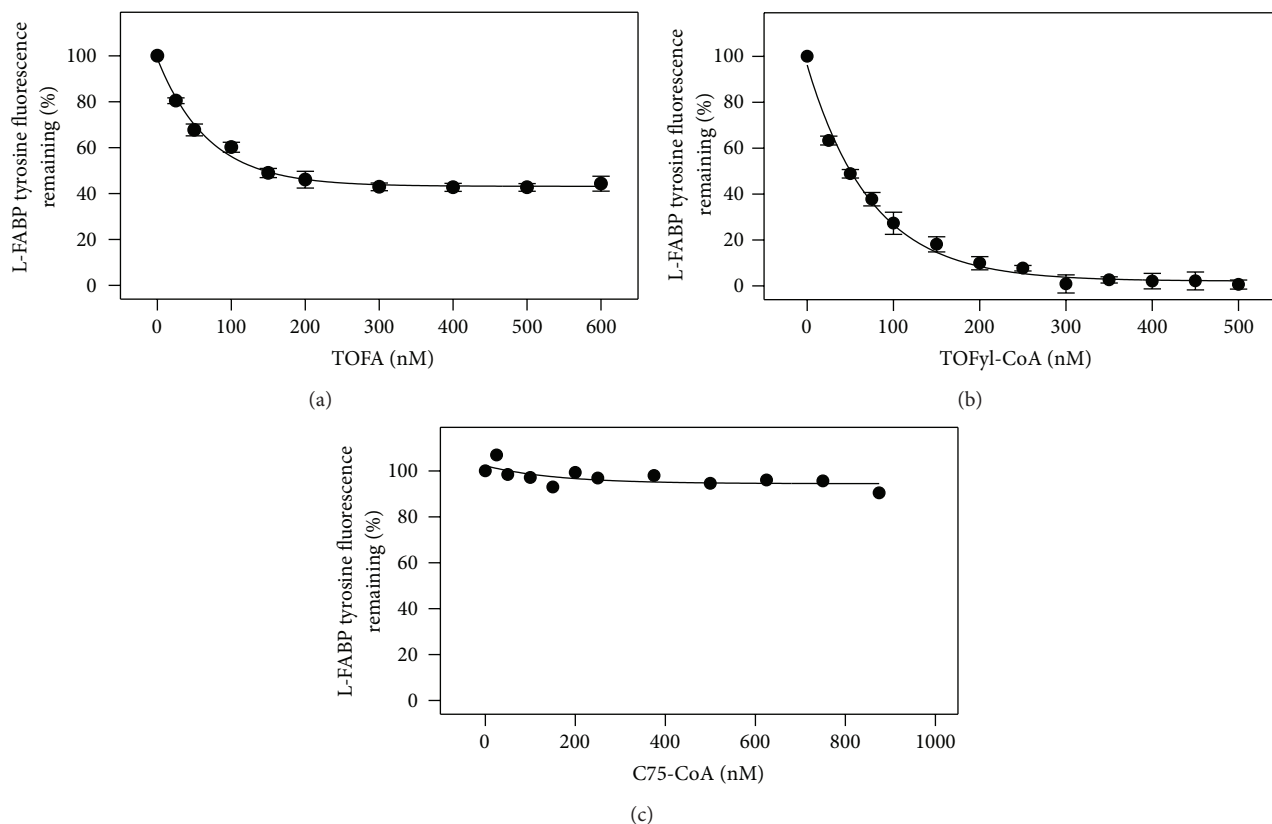 L-FABP tyrosine fluorescence
remaining (%)
100
80
60
40
20
0
0 100 200 300 400 500 600
TOFA (nM)
(a)
L-FABP tyrosine fluorescence
remaining (%)
100
80
60
40
20
0
0 100 200 300 400 500
TOFyl-CoA (nM)
(b)
L-FABP tyrosine fluorescence
remaining (%)
100
80
60
40
20
0
0 200 400 600 800 1000
C75-CoA (nM)
(c)